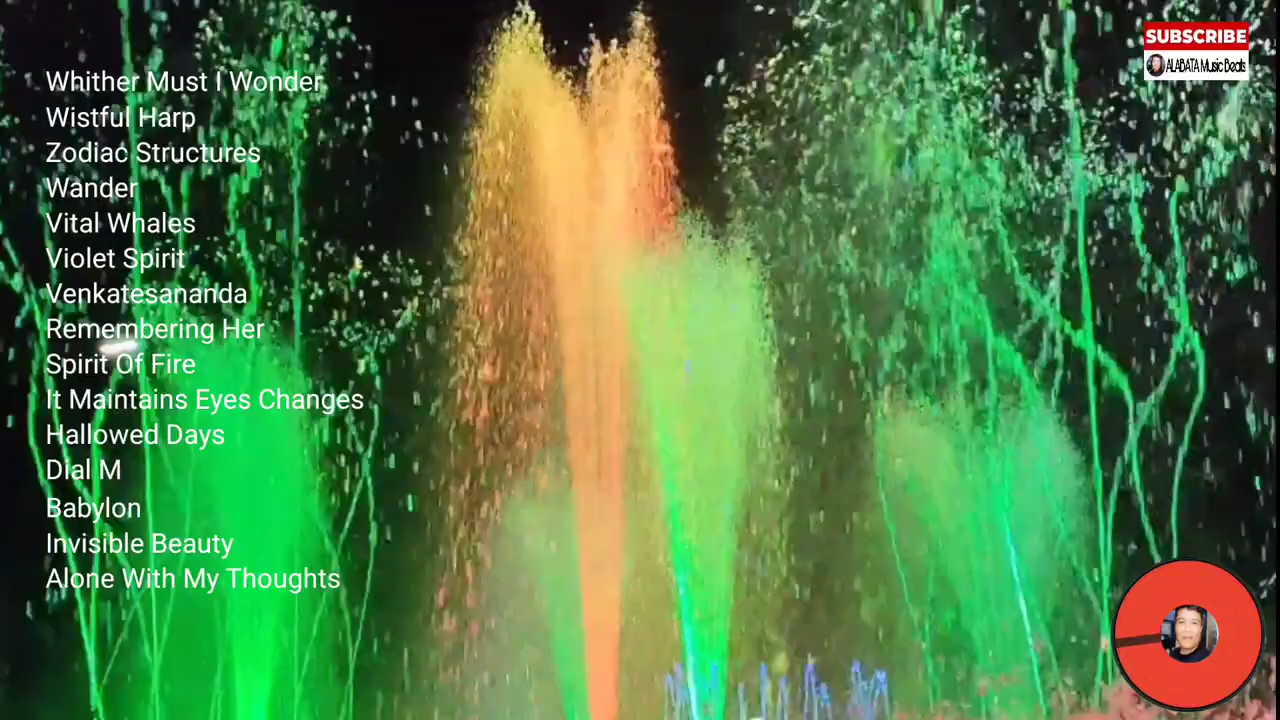 SUBSCRIBE
ALABATA Music Beats
Whither Must I Wonder
Wistful Harp
Zodiac Structures
Wander
Vital Whales
Violet Spirit
Venkatesananda
Remembering Her
Spirit Of Fire
It Maintains Eyes Changes
Hallowed Days
Dial M
Babylon
Invisible Beauty
Alone With My Thoughts